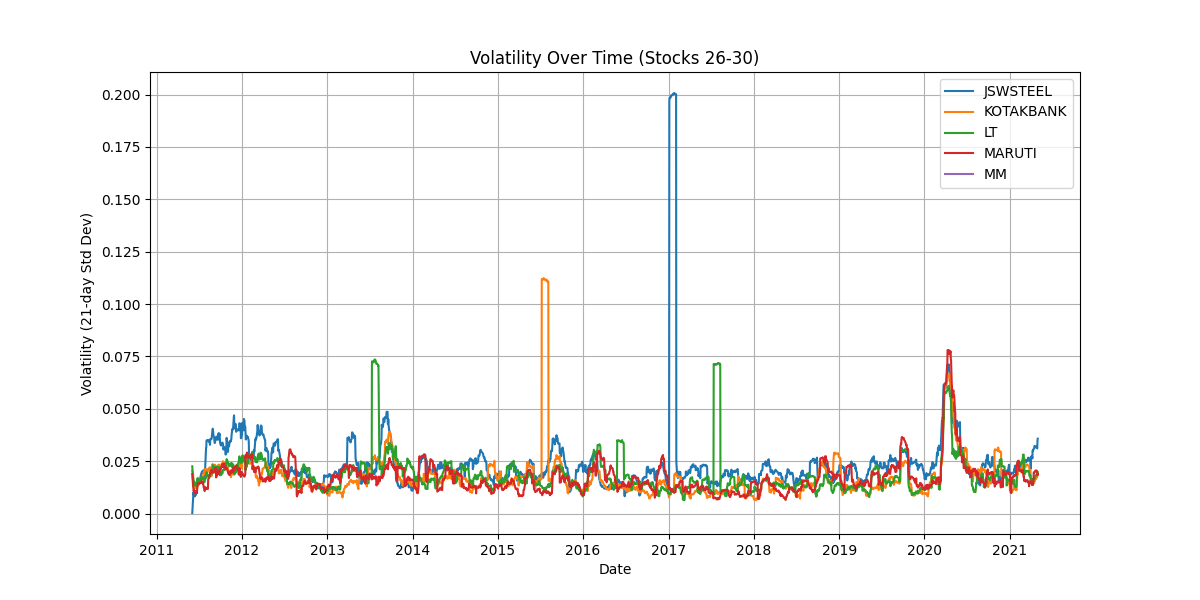 Volatility Over Time (Stocks 26-30)
Volatility (21-day Std Dev)
0.200
0.175
0.150
0.125
0.100
0.075
0.050
0.025
0.000
JSWSTEEL
KOTAKBANK
LT
MARUTI
MM
2011 2012 2013 2014 2015 2016 2017 2018 2019 2020 2021
Date